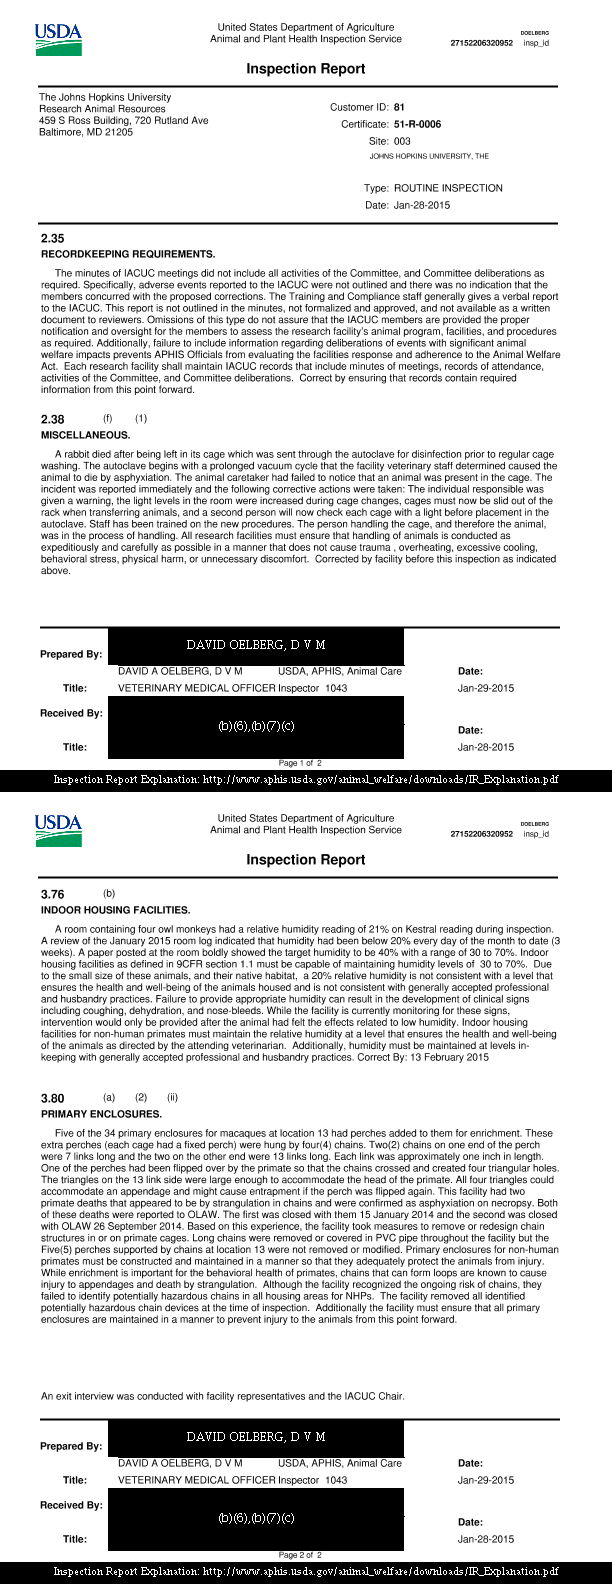 USDA
United States Department of Agriculture
Animal and Plant Health Inspection Service
DOELBERG
27152206320952 insp_id
Inspection Report
The Johns Hopkins University
Research Animal Resources
459 S Ross Building, 720 Rutland Ave
Baltimore, MD 21205
Customer ID: 81
Certificate: 51-R-0006
Site: 003
JOHNS HOPKINS UNIVERSITY, THE
Type: ROUTINE INSPECTION
Date: Jan-28-2015
2.35
RECORDKEEPING REQUIREMENTS.
The minutes of IACUC meetings did not include all activities of the Committee, and Committee deliberations as
required. Specifically, adverse events reported to the IACUC were not outlined and there was no indication that the
members concurred with the proposed corrections. The Training and Compliance staff generally gives a verbal report
to the IACUC. This report is not outlined in the minutes, not formalized and approved, and not available as a written
document to reviewers. Omissions of this type do not assure that the IACUC members are provided the proper
notification and oversight for the members to assess the research facility's animal program, facilities, and procedures
as required. Additionally, failure to include information regarding deliberations of events with significant animal
welfare impacts prevents APHIS Officials from evaluating the facilities response and adherence to the Animal Welfare
Act. Each research facility shall maintain IACUC records that include minutes of meetings, records of attendance,
activities of the Committee, and Committee deliberations. Correct by ensuring that records contain required
information from this point forward.
2.38 (f) (1)
MISCELLANEOUS.
A rabbit died after being left in its cage which was sent through the autoclave for disinfection prior to regular cage
washing. The autoclave begins with a prolonged vacuum cycle that the facility veterinary staff determined caused the
animal to die by asphyxiation. The animal caretaker had failed to notice that an animal was present in the cage. The
incident was reported immediately and the following corrective actions were taken: The individual responsible was
given a warning, the light levels in the room were increased during cage changes, cages must now be slid out of the
rack when transferring animals, and a second person will now check each cage with a light before placement in the
autoclave. Staff has been trained on the new procedures. The person handling the cage, and therefore the animal,
was in the process of handling. All research facilities must ensure that handling of animals is conducted as
expeditiously and carefully as possible in a manner that does not cause trauma , overheating, excessive cooling,
behavioral stress, physical harm, or unnecessary discomfort. Corrected by facility before this inspection as indicated
above.
DAVID OELBERG, D V M
Prepared By:
DAVID A OELBERG, D V M USDA, APHIS, Animal Care Date:
Title: VETERINARY MEDICAL OFFICER Inspector 1043 Jan-29-2015
Received By:
(b)(6),(b)(7)(c)
Date:
Title: Jan-28-2015
Page 1 of 2
Inspection Report Explanation: http://www.aphis.usda.gov/animal_welfare/downloads/IR_Explanation.pdf
USDA
United States Department of Agriculture
Animal and Plant Health Inspection Service
DOELBERG
27152206320952 insp_id
Inspection Report
3.76 (b)
INDOOR HOUSING FACILITIES.
A room containing four owl monkeys had a relative humidity reading of 21% on Kestral reading during inspection.
A review of the January 2015 room log indicated that humidity had been below 20% every day of the month to date (3
weeks). A paper posted at the room boldly showed the target humidity to be 40% with a range of 30 to 70%. Indoor
housing facilities as defined in 9CFR section 1.1 must be capable of maintaining humidity levels of 30 to 70%. Due
to the small size of these animals, and their native habitat, a 20% relative humidity is not consistent with a level that
ensures the health and well-being of the animals housed and is not consistent with generally accepted professional
and husbandry practices. Failure to provide appropriate humidity can result in the development of clinical signs
including coughing, dehydration, and nose-bleeds. While the facility is currently monitoring for these signs,
intervention would only be provided after the animal had felt the effects related to low humidity. Indoor housing
facilities for non-human primates must maintain the relative humidity at a level that ensures the health and well-being
of the animals as directed by the attending veterinarian. Additionally, humidity must be maintained at levels in-
keeping with generally accepted professional and husbandry practices. Correct By: 13 February 2015
3.80 (a) (2) (ii)
PRIMARY ENCLOSURES.
Five of the 34 primary enclosures for macaques at location 13 had perches added to them for enrichment. These
extra perches (each cage had a fixed perch) were hung by four(4) chains. Two(2) chains on one end of the perch
were 7 links long and the two on the other end were 13 links long. Each link was approximately one inch in length.
One of the perches had been flipped over by the primate so that the chains crossed and created four triangular holes.
The triangles on the 13 link side were large enough to accommodate the head of the primate. All four triangles could
accommodate an appendage and might cause entrapment if the perch was flipped again. This facility had two
primate deaths that appeared to be by strangulation in chains and were confirmed as asphyxiation on necropsy. Both
of these deaths were reported to OLAW. The first was closed with them 15 January 2014 and the second was closed
with OLAW 26 September 2014. Based on this experience, the facility took measures to remove or redesign chain
structures in or on primate cages. Long chains were removed or covered in PVC pipe throughout the facility but the
Five(5) perches supported by chains at location 13 were not removed or modified. Primary enclosures for non-human
primates must be constructed and maintained in a manner so that they adequately protect the animals from injury.
While enrichment is important for the behavioral health of primates, chains that can form loops are known to cause
injury to appendages and death by strangulation. Although the facility recognized the ongoing risk of chains, they
failed to identify potentially hazardous chains in all housing areas for NHPs. The facility removed all identified
potentially hazardous chain devices at the time of inspection. Additionally the facility must ensure that all primary
enclosures are maintained in a manner to prevent injury to the animals from this point forward.
An exit interview was conducted with facility representatives and the IACUC Chair.
DAVID OELBERG, D V M
Prepared By:
DAVID A OELBERG, D V M USDA, APHIS, Animal Care Date:
Title: VETERINARY MEDICAL OFFICER Inspector 1043 Jan-29-2015
Received By:
(b)(6),(b)(7)(c)
Date:
Title: Jan-28-2015
Page 2 of 2
Inspection Report Explanation: http://www.aphis.usda.gov/animal_welfare/downloads/IR_Explanation.pdf